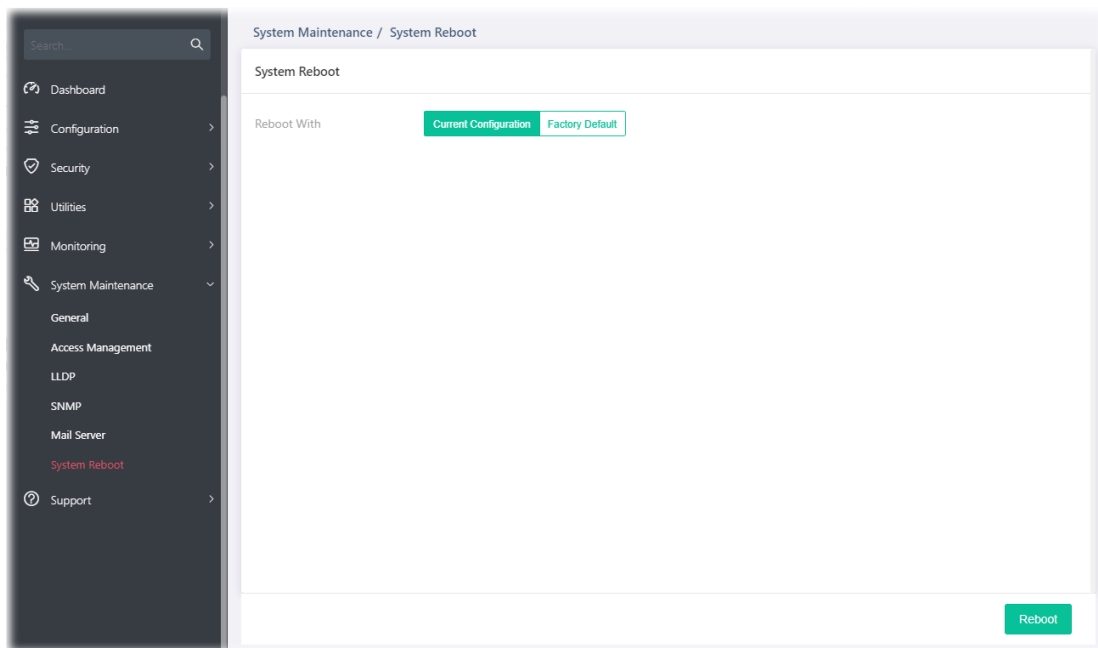 Search...
Dashboard
Configuration
Security
Utilities
Monitoring
System Maintenance
General
Access Management
LLDP
SNMP
Mail Server
System Reboot
Support
System Maintenance / System Reboot
System Reboot
Reboot With Current Configuration Factory Default
Reboot